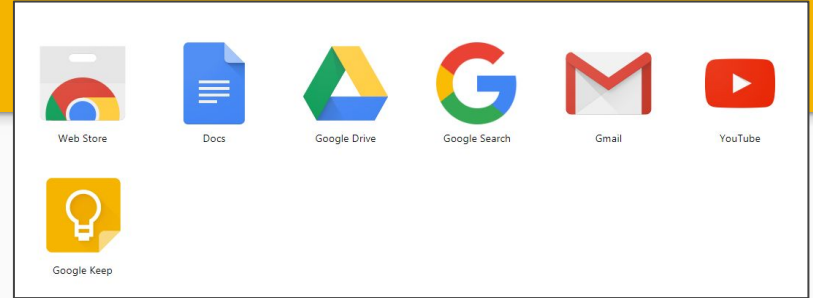 Web Store
Docs
Google Drive
Google Search
Gmail
YouTube
Google Keep